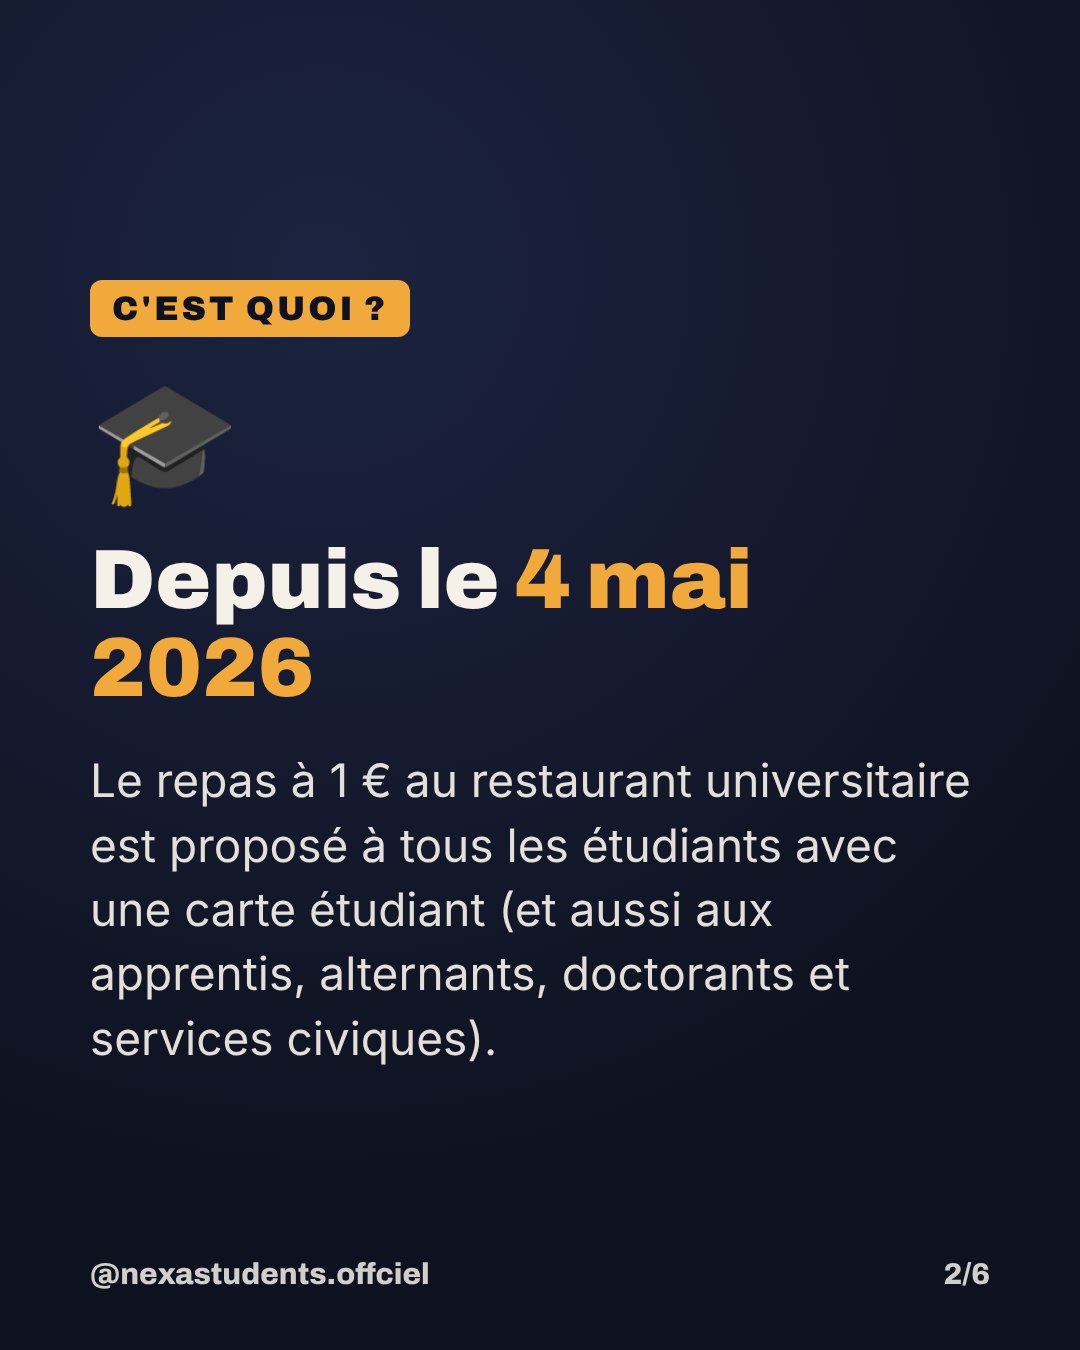 C'EST QUOI ?
Depuis le 4 mai
2026
Le repas à 1 € au restaurant universitaire
est proposé à tous les étudiants avec
une carte étudiant (et aussi aux
apprentis, alternants, doctorants et
services civiques).
@nexastudents.offciel
2/6